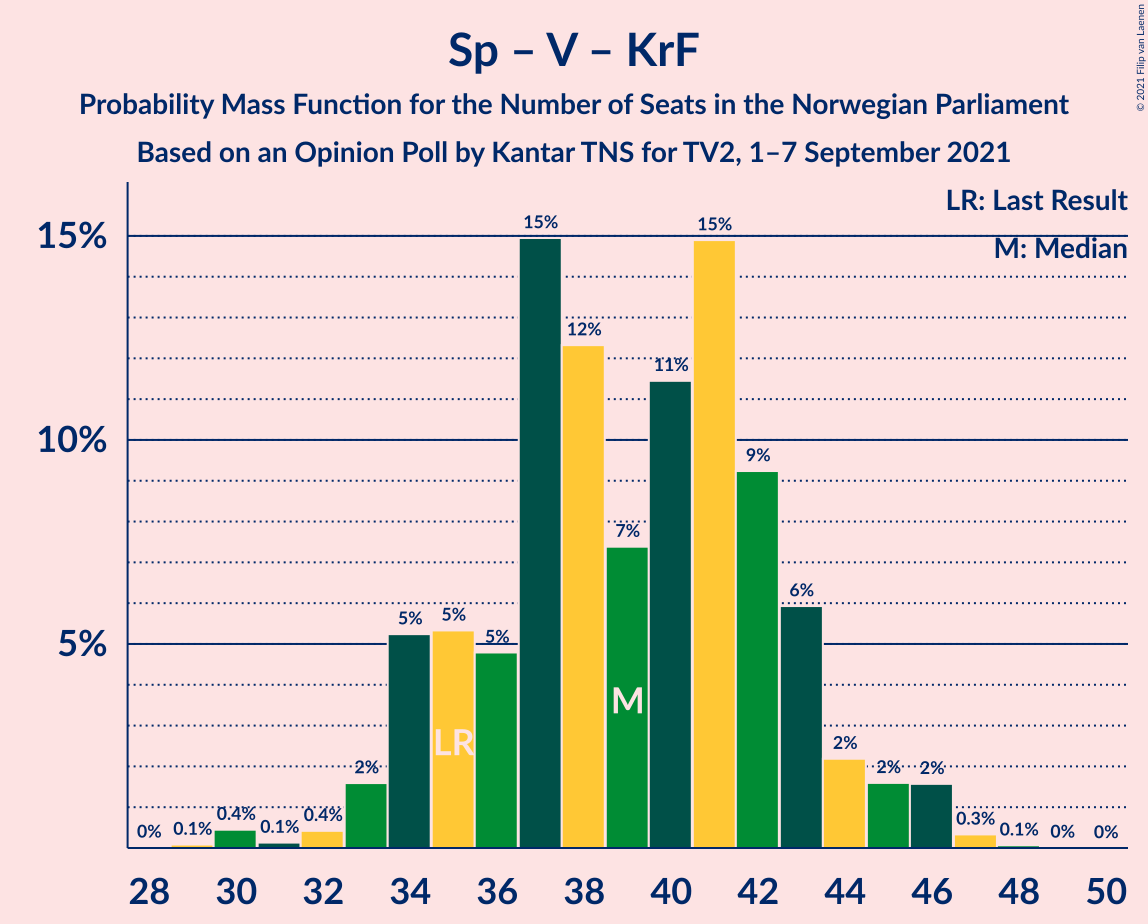 Sp – V – KrF
Probability Mass Function for the Number of Seats in the Norwegian Parliament
Based on an Opinion Poll by Kantar TNS for TV2, 1–7 September 2021
© 2021 Filip van Laenen
LR: Last Result
M: Median
15%
10%
5%
0% 0.1% 0.4% 0.1% 0.4% 2% 5% 5% 5% 15% 12% 7% 11% 15% 9% 6% 2% 2% 2% 0.3% 0.1% 0% 0%
LR
M
28 30 32 34 36 38 40 42 44 46 48 50